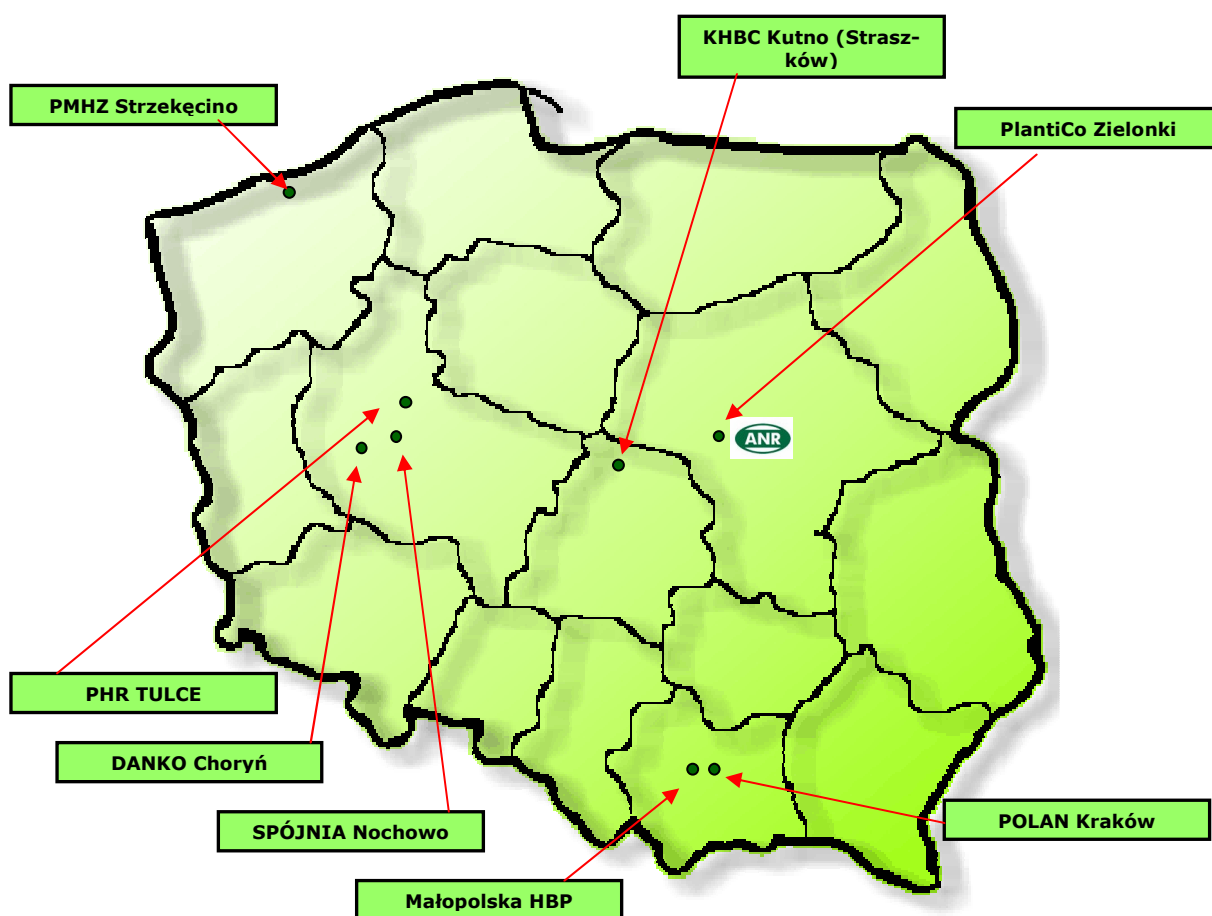 KHBC Kutno (Strasz-
ków)
PMHZ Strzekęcino
PlantiCo Zielonki
ANR
PHR TULCE
DANKO Choryń
SPÓJNIA Nochowo
POLAN Kraków
Małopolska HBP